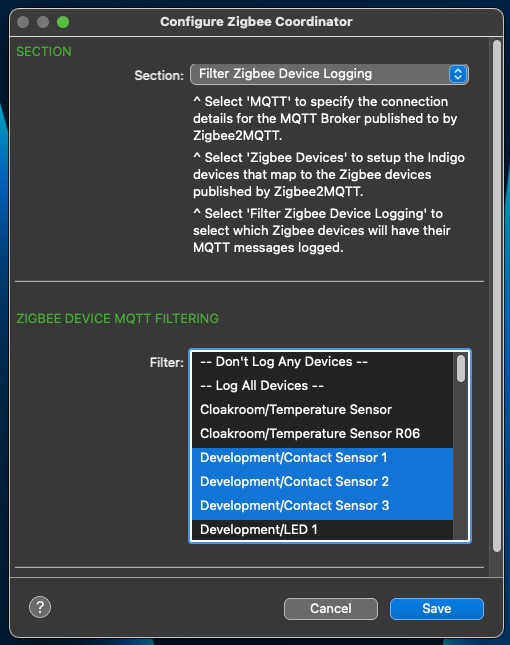 Configure Zigbee Coordinator
SECTION
Section: Filter Zigbee Device Logging
^ Select 'MQTT' to specify the connection
details for the MQTT Broker published to by
Zigbee2MQTT.
^ Select 'Zigbee Devices' to setup the Indigo
devices that map to the Zigbee devices
published by Zigbee2MQTT.
^ Select 'Filter Zigbee Device Logging' to
select which Zigbee devices will have their
MQTT messages logged.
ZIGBEE DEVICE MQTT FILTERING
Filter: -- Don't Log Any Devices --
-- Log All Devices --
Cloakroom/Temperature Sensor
Cloakroom/Temperature Sensor R06
Development/Contact Sensor 1
Development/Contact Sensor 2
Development/Contact Sensor 3
Development/LED 1
? Cancel Save